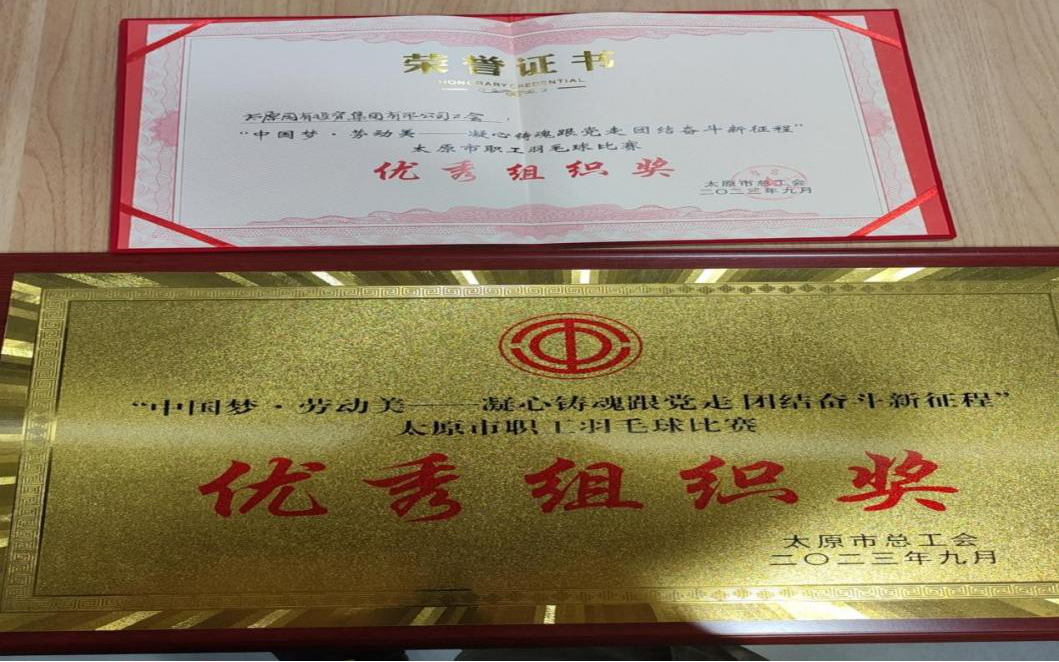 荣誉证书
HONORARY CREDENTIAL
太原国有投资集团有限公司工会:
“中国梦·劳动美——凝心铸魂跟党走团结奋斗新征程”
太原市职工羽毛球比赛
优秀组织奖
太原市总工会
二〇二三年九月
“中国梦·劳动美——凝心铸魂跟党走团结奋斗新征程”
太原市职工羽毛球比赛
优秀组织奖
太原市总工会
二〇二三年九月